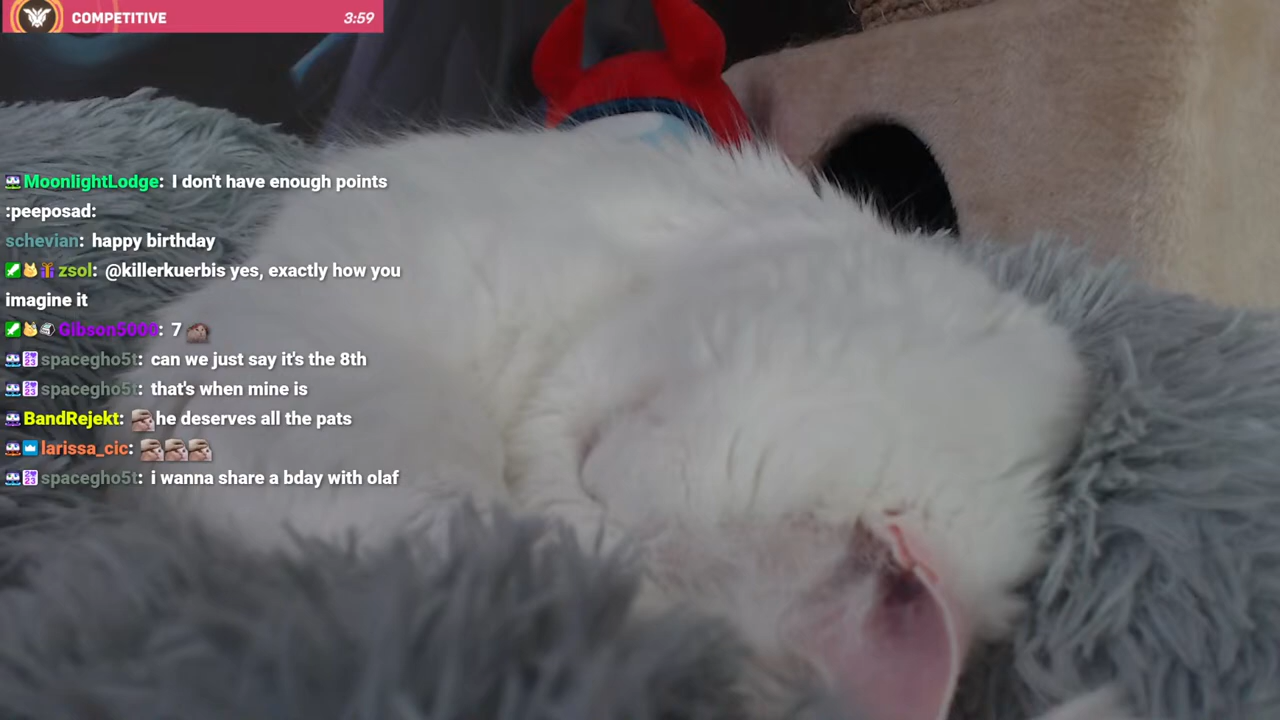 COMPETITIVE 3:59
MoonlightLodge: I don't have enough points
:peeposad:
schevian: happy birthday
zsol: @killerkuerbis yes, exactly how you
imagine it
Gibson5000: 7
spacegho5t: can we just say it's the 8th
spacegho5t: that's when mine is
BandRejekt: he deserves all the pats
larissa_cic:
spacegho5t: i wanna share a bday with olaf